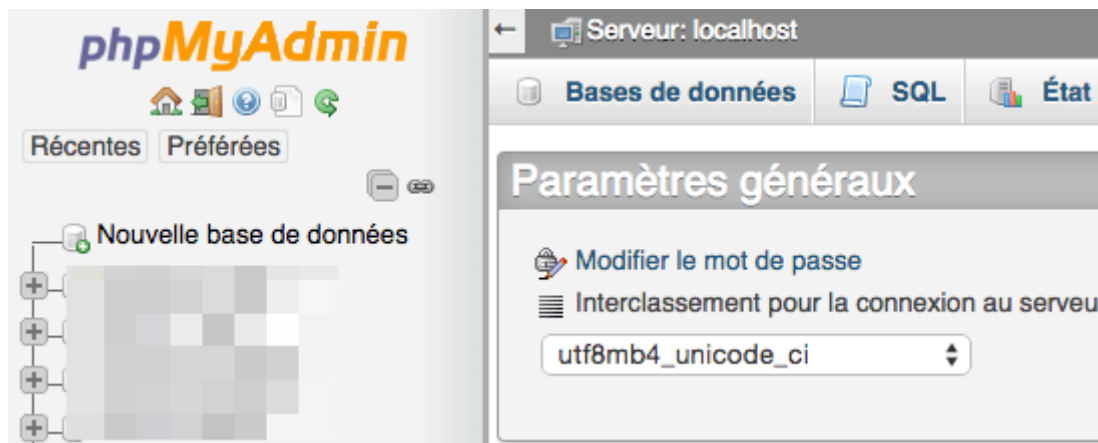 phpMyAdmin
Récentes Préférées
Nouvelle base de données
Serveur: localhost
Bases de données SQL État
Paramètres généraux
Modifier le mot de passe
Interclassement pour la connexion au serveu
utf8mb4_unicode_ci